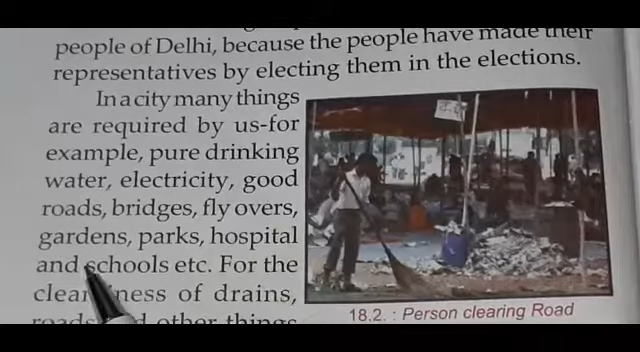 people of Delhi, because the people have made their
representatives by electing them in the elections.
In a city many things
are required by us-for
example, pure drinking
water, electricity, good
roads, bridges, fly overs,
gardens, parks, hospital
and schools etc. For the
ness of drains,
other things
18.2. : Person clearing Road